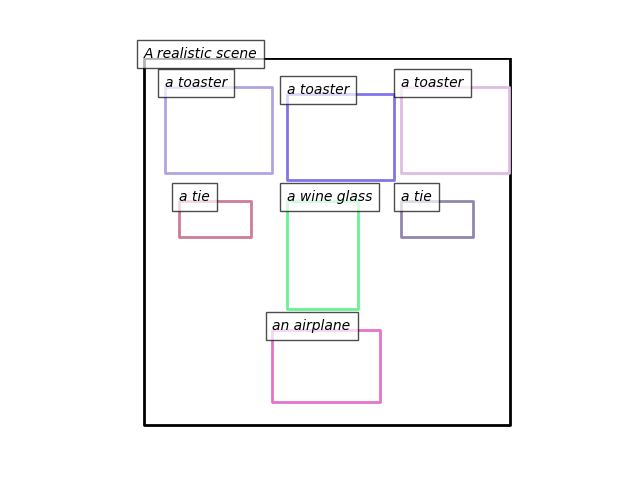 A realistic scene
a toaster
a toaster
a toaster
a tie
a wine glass
a tie
an airplane